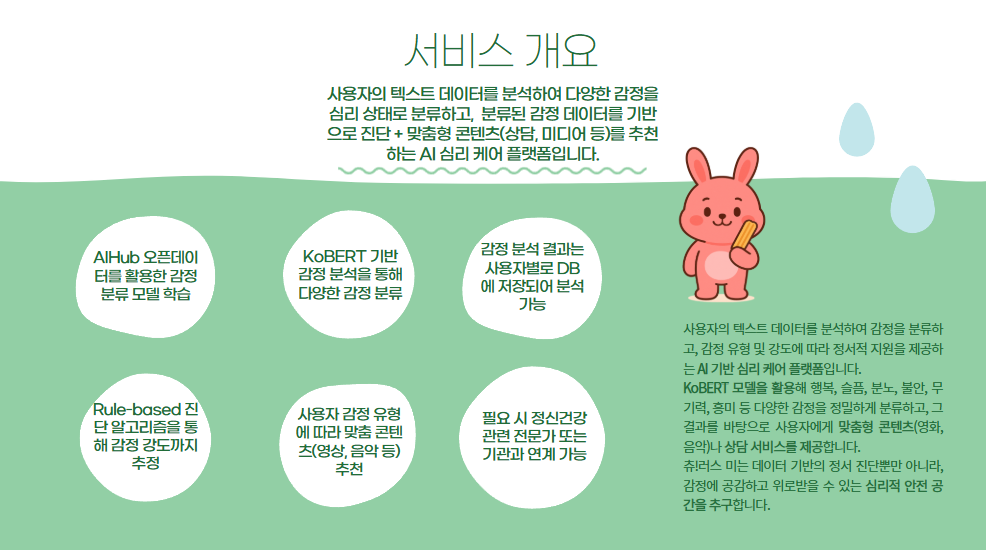 서비스 개요
사용자의 텍스트 데이터를 분석하여 다양한 감정을
심리 상태로 분류하고, 분류된 감정 데이터를 기반
으로 진단 + 맞춤형 콘텐츠(상담, 미디어 등)를 추천
하는 AI 심리 케어 플랫폼입니다.
AIHub 오픈데이
터를 활용한 감정
분류 모델 학습
KoBERT 기반
감정 분석을 통해
다양한 감정 분류
감정 분석 결과는
사용자별로 DB
에 저장되어 분석
가능
Rule-based 진
단 알고리즘을 통
해 감정 강도까지
추정
사용자 감정 유형
에 따라 맞춤 콘텐
츠(영상, 음악 등)
추천
필요 시 정신건강
관련 전문가 또는
기관과 연계 가능
사용자의 텍스트 데이터를 분석하여 감정을 분류하
고, 감정 유형 및 강도에 따라 정서적 지원을 제공하
는 AI 기반 심리 케어 플랫폼입니다.
KoBERT 모델을 활용해 행복, 슬픔, 분노, 불안, 무
기력, 흥미 등 다양한 감정을 정밀하게 분류하고, 그
결과를 바탕으로 사용자에게 맞춤형 콘텐츠(영화,
음악)나 상담 서비스를 제공합니다.
츄!러스 미는 데이터 기반의 정서 진단뿐만 아니라,
감정에 공감하고 위로받을 수 있는 심리적 안전 공
간을 추구합니다.